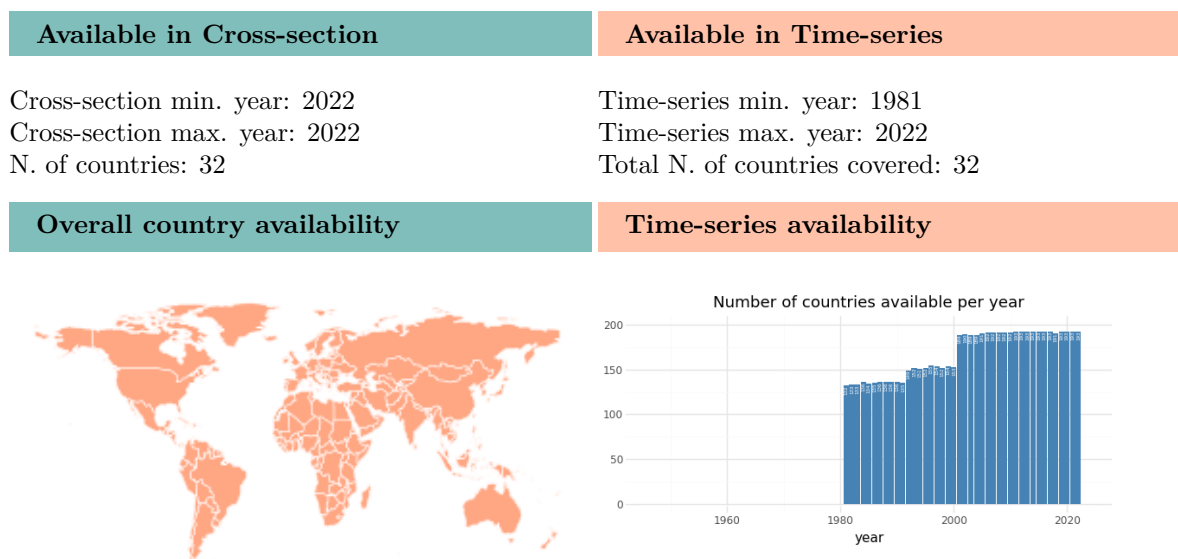 Available in Cross-section
Available in Time-series
Cross-section min. year: 2022
Cross-section max. year: 2022
N. of countries: 32
Time-series min. year: 1981
Time-series max. year: 2022
Total N. of countries covered: 32
Overall country availability
Time-series availability
Number of countries available per year
200
150
100
50
0
1960
1980
2000
2020
year